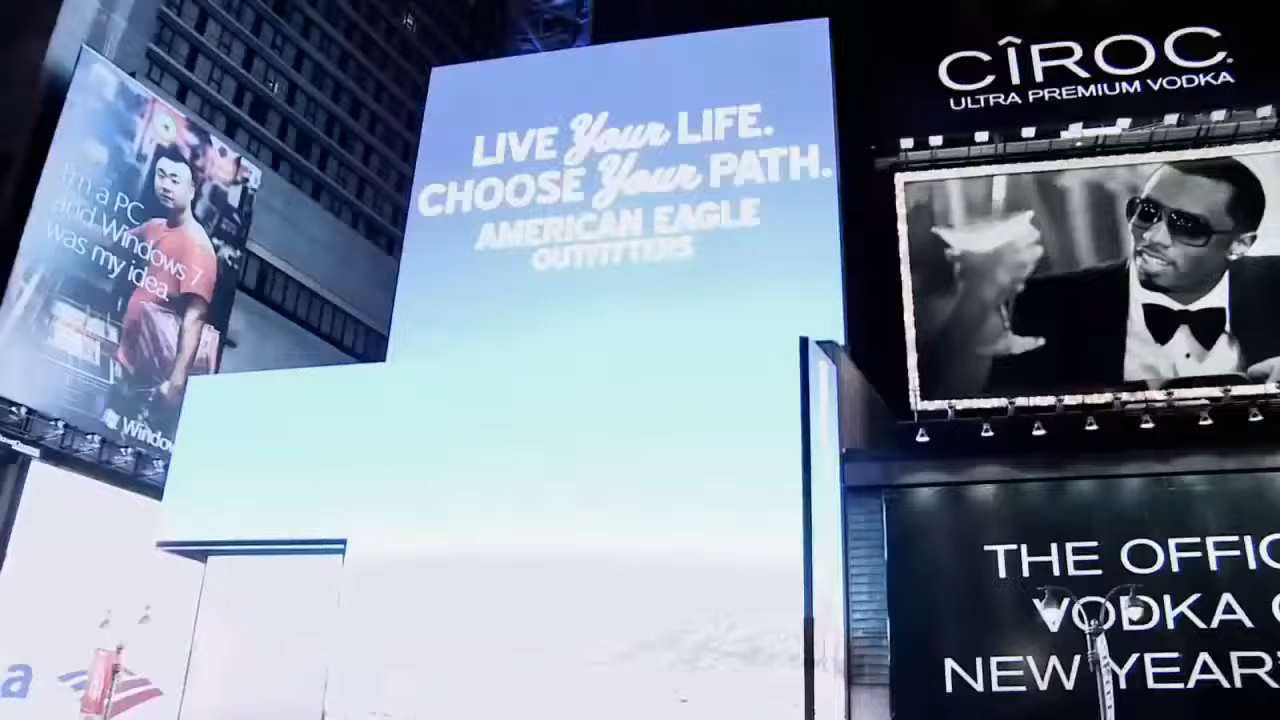 I'm a PC
and Windows 7
was my idea.
Window
LIVE Your LIFE.
CHOOSE Your PATH.
AMERICAN EAGLE
OUTFITTERS
CÎROC.
ULTRA PREMIUM VODKA
THE OFFIC
VODKA
NEW YEAR'
a